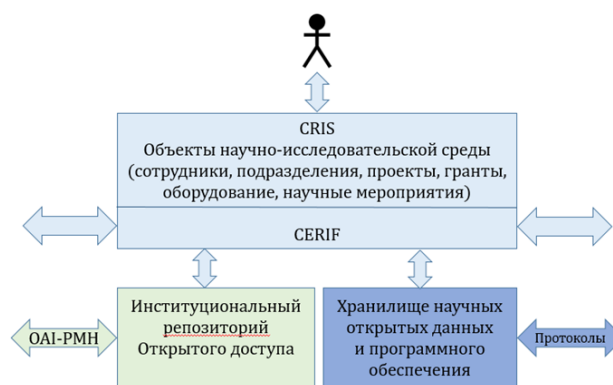 CRIS
Объекты научно-исследовательской среды
(сотрудники, подразделения, проекты, гранты,
оборудование, научные мероприятия)
CERIF
Институциональный
репозиторий
Открытого доступа
Хранилище научных
открытых данных
и программного
обеспечения
OAI-PMH
Протоколы